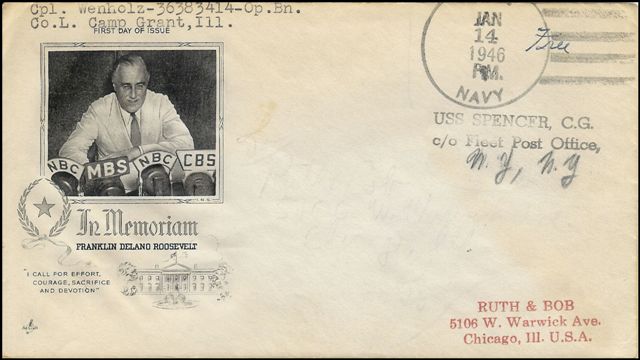 Cpl. Wenholz-36383414-Op.Bn.
Co.L. Camp Grant,Ill.
FIRST DAY OF ISSUE
NBC MBS NBC CBS
In Memoriam
FRANKLIN DELANO ROOSEVELT
"I CALL FOR EFFORT,
COURAGE, SACRIFICE
AND DEVOTION"
JAN
14
1946
P.M.
NAVY
Free
USS SPENCER, C.G.
c/o Fleet Post Office,
N.Y, N.Y
RUTH & BOB
5106 W. Warwick Ave.
Chicago, Ill. U.S.A.